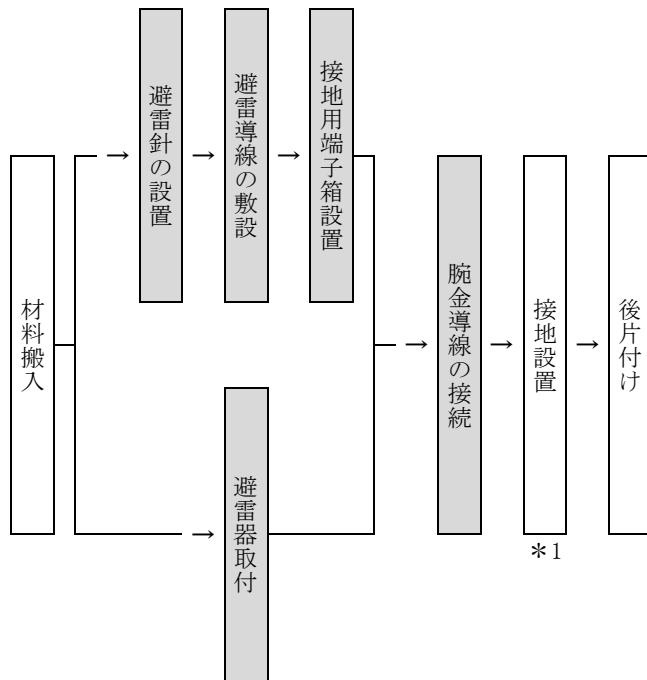 材料搬入
→
避雷針の設置
→
避雷導線の敷設
→
接地用端子箱設置
→
避雷器取付
→
腕金導線の接続
→
接地設置
＊1
→
後片付け